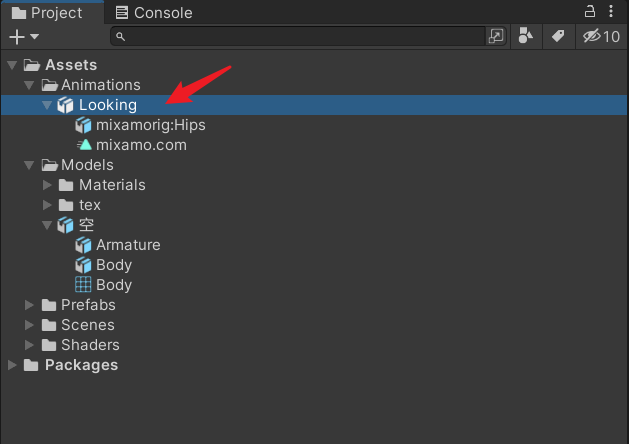 Project
Console
10
Assets
Animations
Looking
mixamorig:Hips
mixamo.com
Models
Materials
tex
空
Armature
Body
Body
Prefabs
Scenes
Shaders
Packages